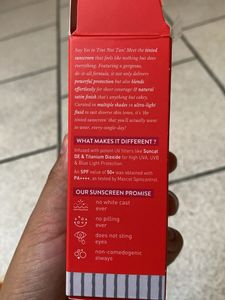 Say Yes to Tint Not Tan! Meet the tinted
sunscreen that feels like nothing but does
everything. Featuring a gorgeous,
do-it-all formula, it not only delivers
powerful protection but also blends
effortlessly for sheer coverage & natural
satin finish that's anything but cakey.
Curated in multiple shades in ultra-light
fluid to suit diverse skin tones, it's 'the
tinted sunscreen' that you'll actually want
to wear, every-single-day!
WHAT MAKES IT DIFFERENT ?
Infused with potent UV filters like Suncat
DE & Titanium Dioxide for high UVA, UVB
& Blue Light Protection.
An SPF value of 50+ was obtained with
PA++++, as tested by Mascot Spincontrol.
OUR SUNSCREEN PROMISE
no white cast
ever
no pilling
ever
does not sting
eyes
non-comedogenic
always